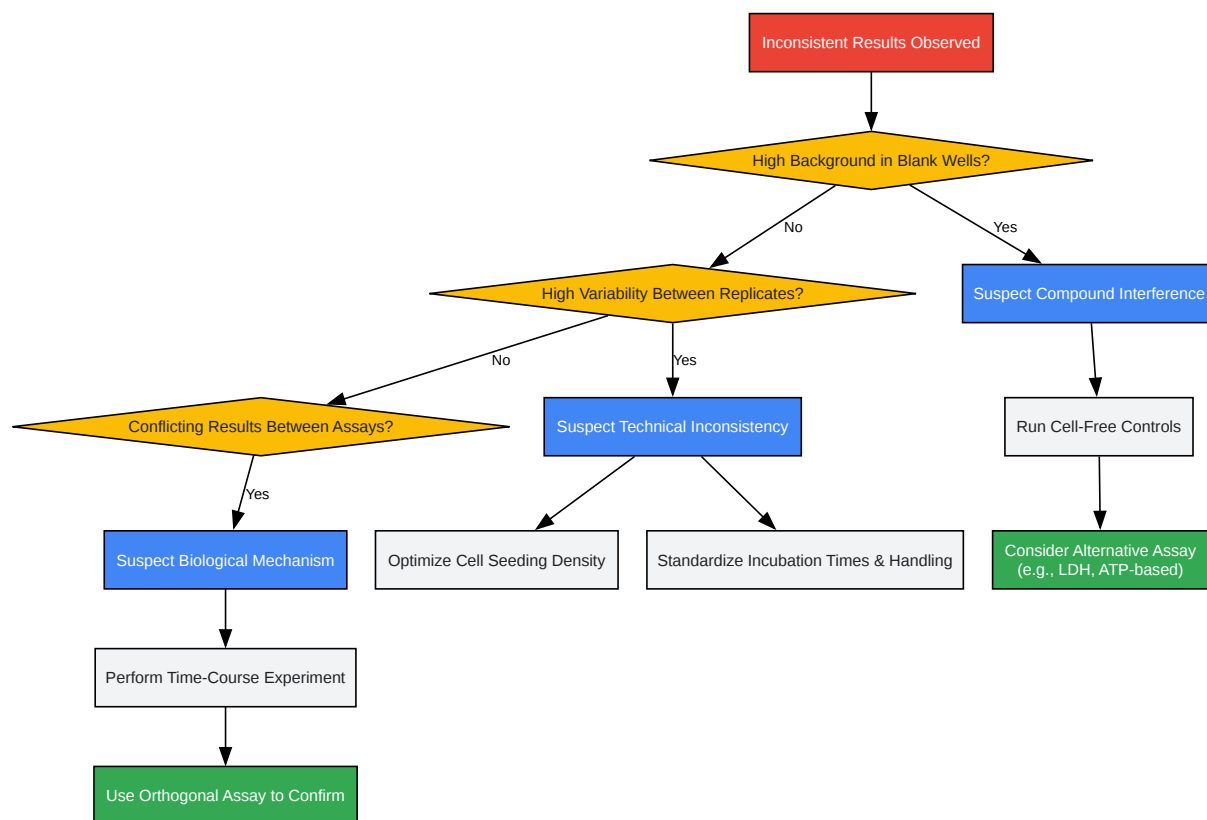 Inconsistent Results Observed
High Background in Blank Wells?
No
Yes
High Variability Between Replicates?
Suspect Compound Interference
No
Yes
Conflicting Results Between Assays?
Suspect Technical Inconsistency
Run Cell-Free Controls
Yes
Suspect Biological Mechanism
Optimize Cell Seeding Density
Standardize Incubation Times & Handling
Consider Alternative Assay
(e.g., LDH, ATP-based)
Perform Time-Course Experiment
Use Orthogonal Assay to Confirm